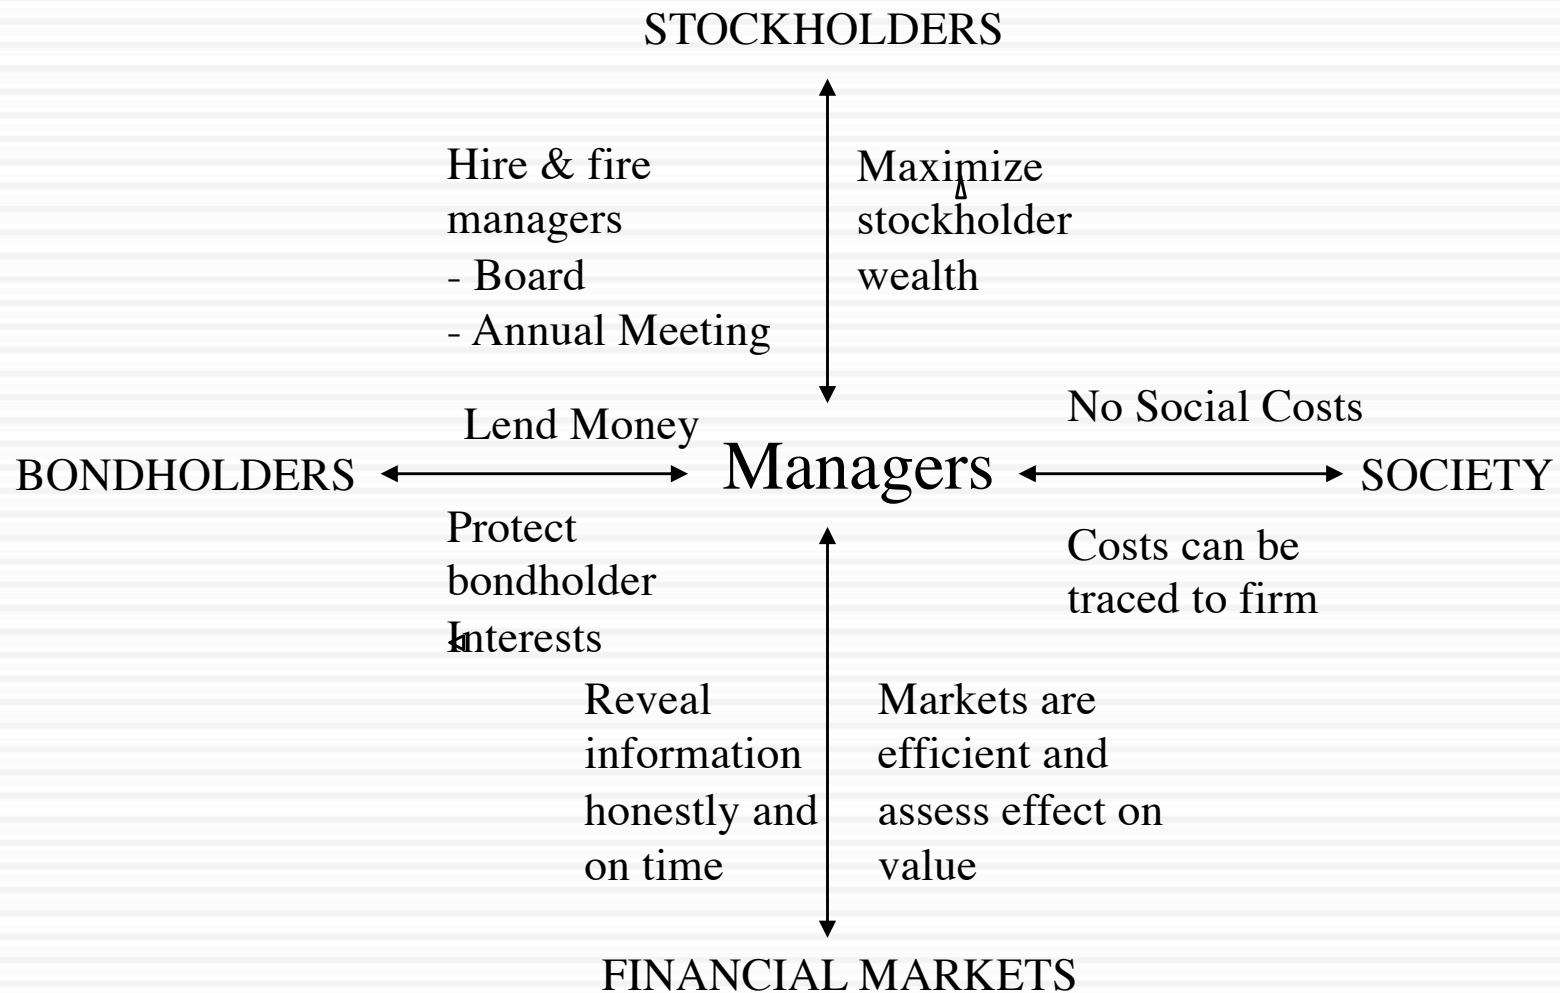 STOCKHOLDERS
Hire & fire
managers
- Board
- Annual Meeting
Maximize
stockholder
wealth
No Social Costs
Lend Money
BONDHOLDERS
Managers
SOCIETY
Protect
bondholder
Interests
Costs can be
traced to firm
Reveal
information
honestly and
on time
Markets are
efficient and
assess effect on
value
FINANCIAL MARKETS